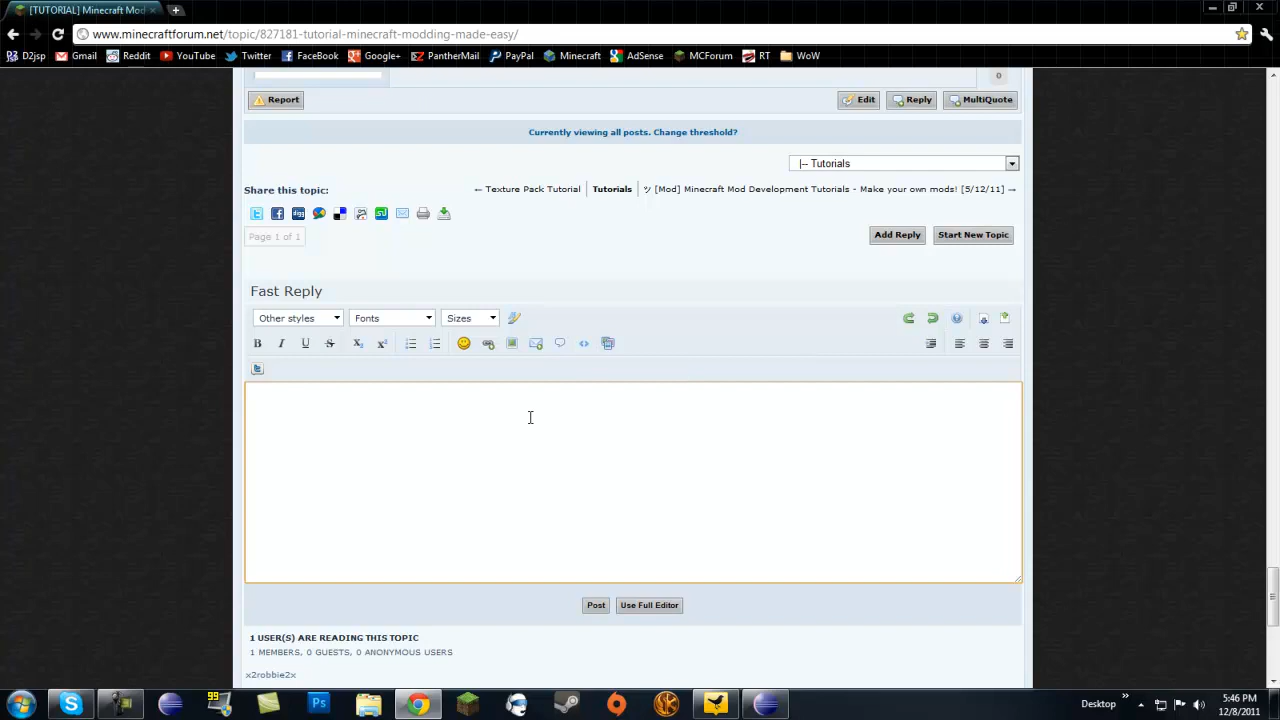 [TUTORIAL] Minecraft Mod
www.minecraftforum.net/topic/827181-tutorial-minecraft-modding-made-easy/
D2jsp Gmail Reddit YouTube Twitter FaceBook Google+ PantherMail PayPal Minecraft AdSense MCForum RT WoW
0
Report Edit Reply MultiQuote
Currently viewing all posts. Change threshold?
|-- Tutorials
Share this topic: ← Texture Pack Tutorial Tutorials ツ [Mod] Minecraft Mod Development Tutorials - Make your own mods! [5/12/11] →
Page 1 of 1 Add Reply Start New Topic
Fast Reply
Other styles Fonts Sizes
B I U S X2 X2
Post Use Full Editor
1 USER(S) ARE READING THIS TOPIC
1 MEMBERS, 0 GUESTS, 0 ANONYMOUS USERS
x2robbie2x
99 Ps Desktop » 5:46 PM
12/8/2011